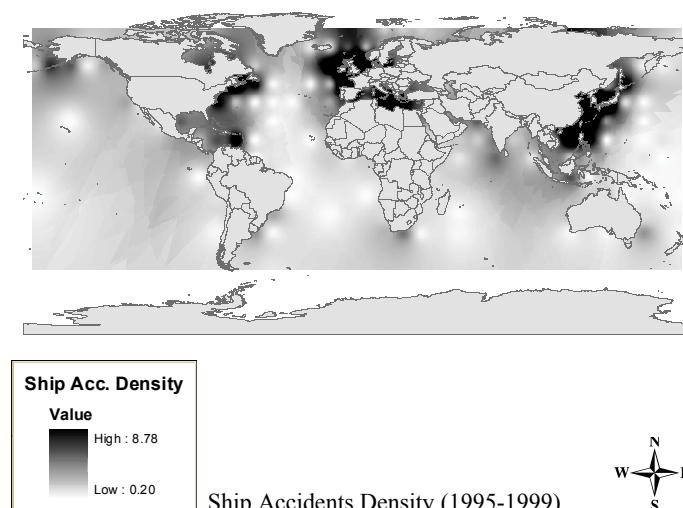 Ship Acc. Density
Value
High : 8.78
Low : 0.20
Ship Accidents Density (1995-1999)
N
W
S